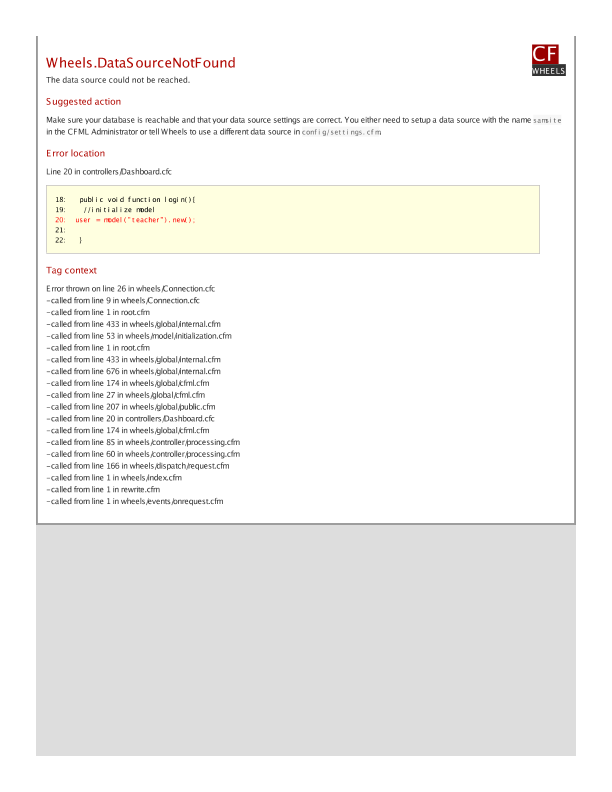 CF
WHEELS
Wheels.DataSourceNotFound
The data source could not be reached.
Suggested action
Make sure your database is reachable and that your data source settings are correct. You either need to setup a data source with the name samite
in the CFML Administrator or tell Wheels to use a different data source in config/settings.cfm.
Error location
Line 20 in controllers/Dashboard.cfc
18: public void function login(){
19: //initialize model
20: user = model("teacher").new();
21:
22: }
Tag context
Error thrown on line 26 in wheels/Connection.cfc
-called from line 9 in wheels/Connection.cfc
-called from line 1 in root.cfm
-called from line 433 in wheels/global/internal.cfm
-called from line 53 in wheels/model/initialization.cfm
-called from line 1 in root.cfm
-called from line 433 in wheels/global/internal.cfm
-called from line 676 in wheels/global/internal.cfm
-called from line 174 in wheels/global/cfml.cfm
-called from line 27 in wheels/global/cfml.cfm
-called from line 207 in wheels/global/public.cfm
-called from line 20 in controllers/Dashboard.cfc
-called from line 174 in wheels/global/cfml.cfm
-called from line 85 in wheels/controller/processing.cfm
-called from line 60 in wheels/controller/processing.cfm
-called from line 166 in wheels/dispatch/request.cfm
-called from line 1 in wheels/index.cfm
-called from line 1 in rewrite.cfm
-called from line 1 in wheels/events/onrequest.cfm